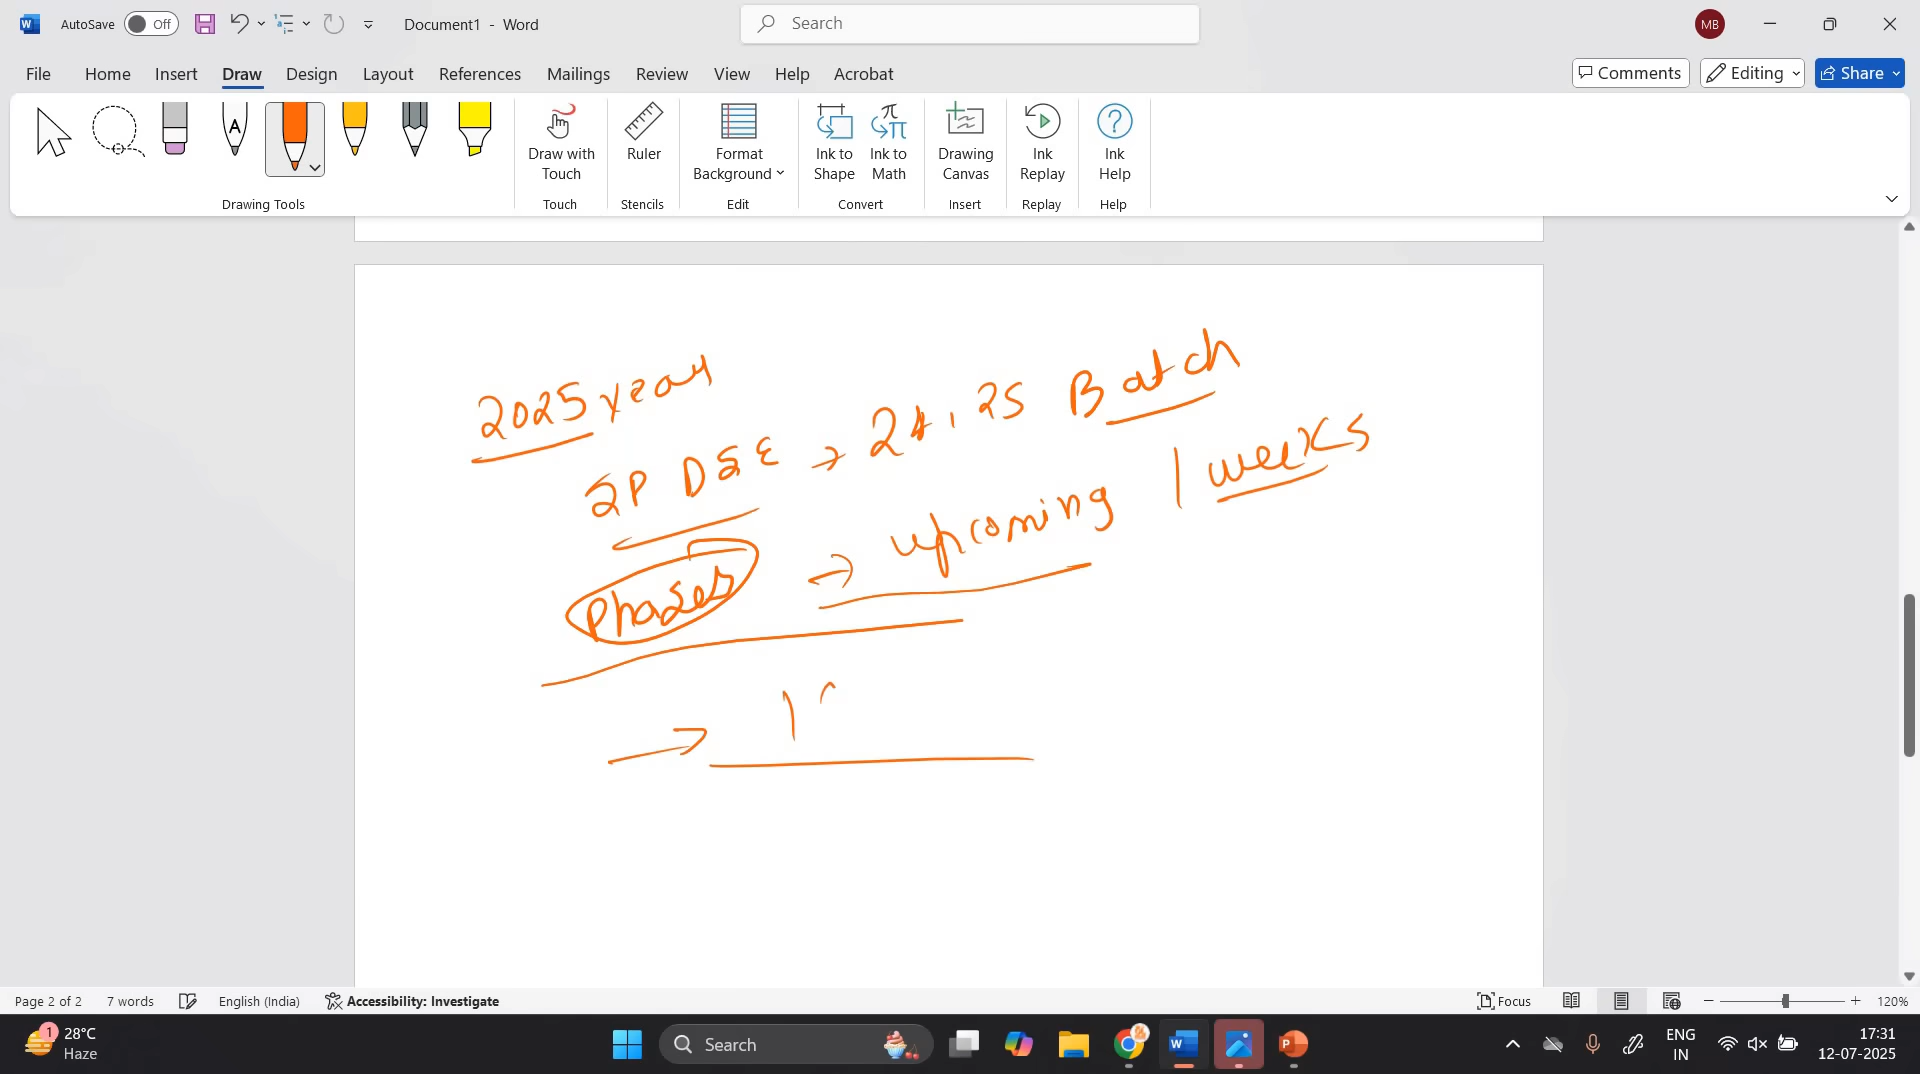 AutoSave Off Document1 - Word Search MB
File Home Insert Draw Design Layout References Mailings Review View Help Acrobat Comments Editing Share
A
Draw with Touch Ruler Format Background Ink to Shape Ink to Math Drawing Canvas Ink Replay Ink Help
Drawing Tools Touch Stencils Edit Convert Insert Replay Help
2025 year
→ 24, 25 Batch
Phases → upcoming 1 weeks
→ 1
Page 2 of 2 7 words English (India) Accessibility: Investigate Focus 120%
1 28°C Search ENG 17:31
Haze IN 12-07-2025